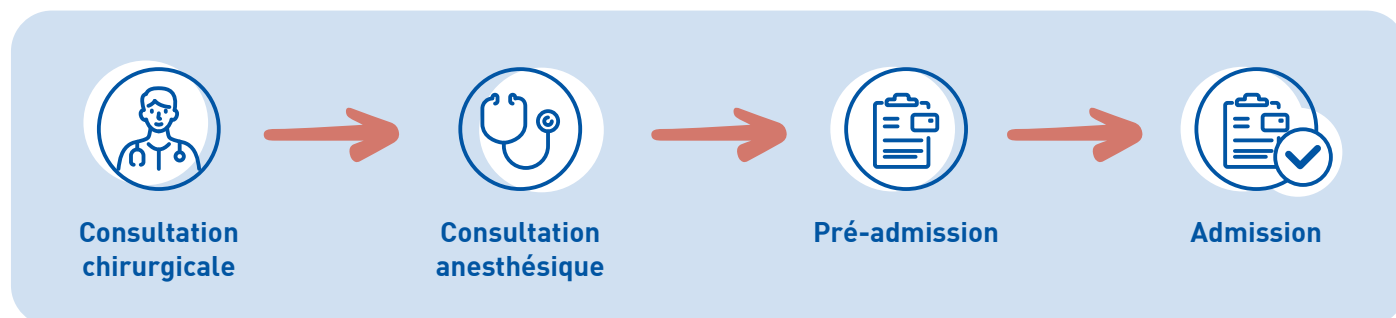 Consultation
chirurgicale
Consultation
anesthésique
Pré-admission
Admission